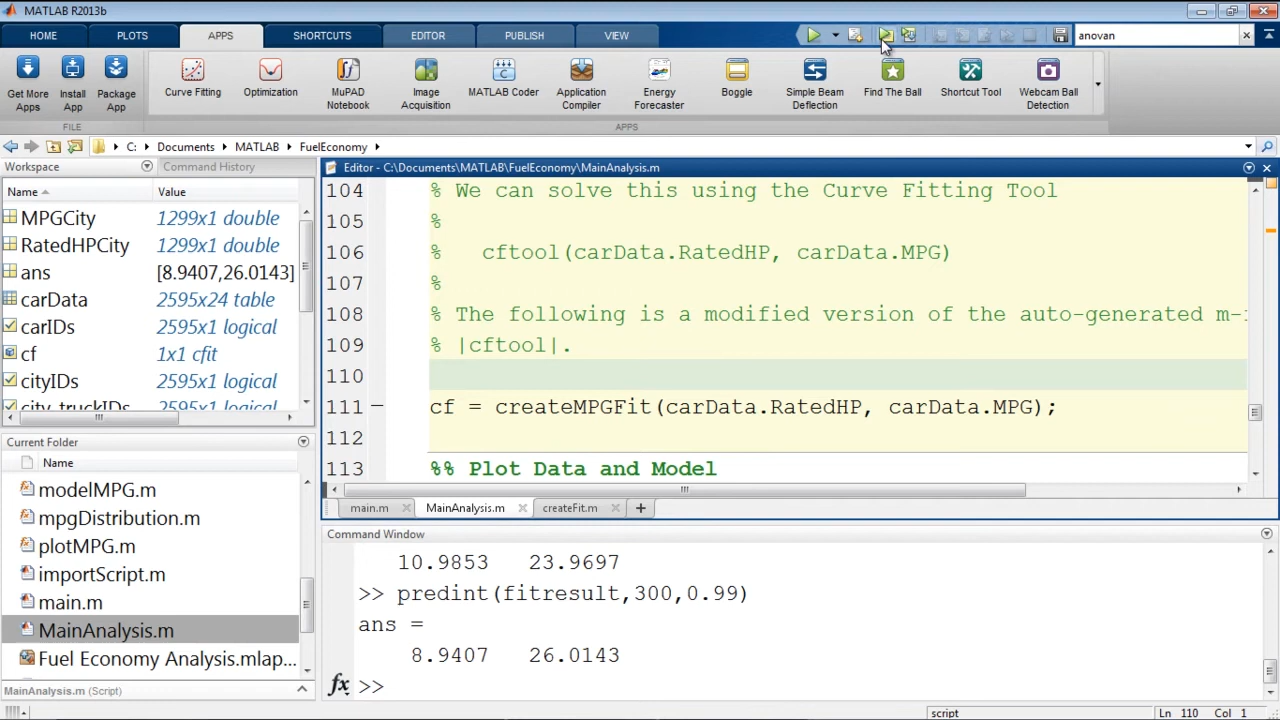 MATLAB R2013b
HOME PLOTS APPS SHORTCUTS EDITOR PUBLISH VIEW anovan
Get More Apps
Install App
Package App
Curve Fitting
Optimization
MuPAD Notebook
Image Acquisition
MATLAB Coder
Application Compiler
Energy Forecaster
Boggle
Simple Beam Deflection
Find The Ball
Shortcut Tool
Webcam Ball Detection
FILE APPS
C: Documents MATLAB FuelEconomy
Workspace Command History
Name Value
MPGCity 1299x1 double
RatedHPCity 1299x1 double
ans [8.9407,26.0143]
carData 2595x24 table
carIDs 2595x1 logical
cf 1x1 cfit
cityIDs 2595x1 logical
city_truckIDs 2595x1 logical
Current Folder
Name
modelMPG.m
mpgDistribution.m
plotMPG.m
importScript.m
main.m
MainAnalysis.m
Fuel Economy Analysis.mlap...
MainAnalysis.m (Script)
Editor - C:\Documents\MATLAB\FuelEconomy\MainAnalysis.m
104 % We can solve this using the Curve Fitting Tool
105 %
106 % cftool(carData.RatedHP, carData.MPG)
107 %
108 % The following is a modified version of the auto-generated m-
109 % |cftool|.
110
111 cf = createMPGFit(carData.RatedHP, carData.MPG);
112
113 %% Plot Data and Model
main.m MainAnalysis.m createFit.m
Command Window
10.9853 23.9697
>> predint(fitresult,300,0.99)
ans =
8.9407 26.0143
fx >>
script Ln 110 Col 1